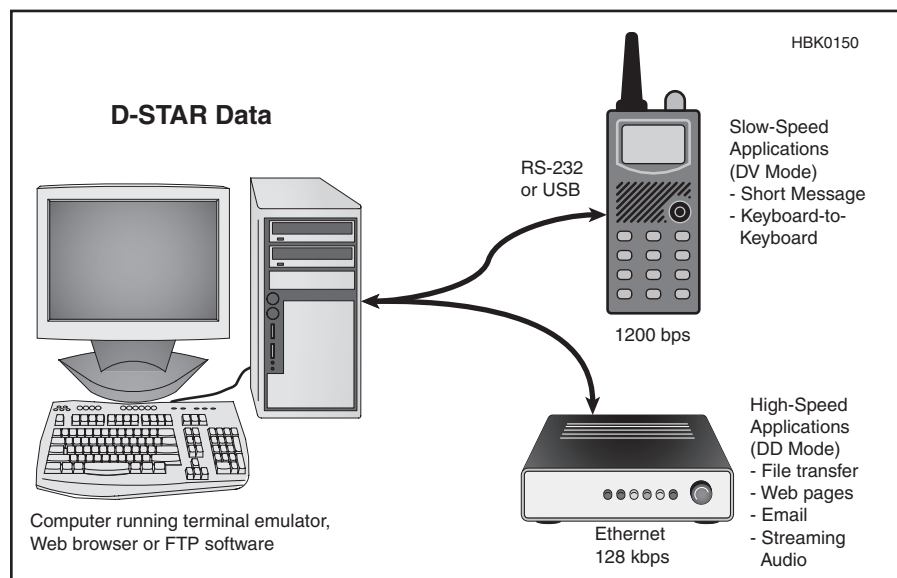 HBK0150
D-STAR Data
RS-232
or USB
Slow-Speed
Applications
(DV Mode)
- Short Message
- Keyboard-to-
Keyboard
1200 bps
High-Speed
Applications
(DD Mode)
- File transfer
- Web pages
- Email
- Streaming
Audio
Ethernet
128 kbps
Computer running terminal emulator,
Web browser or FTP software